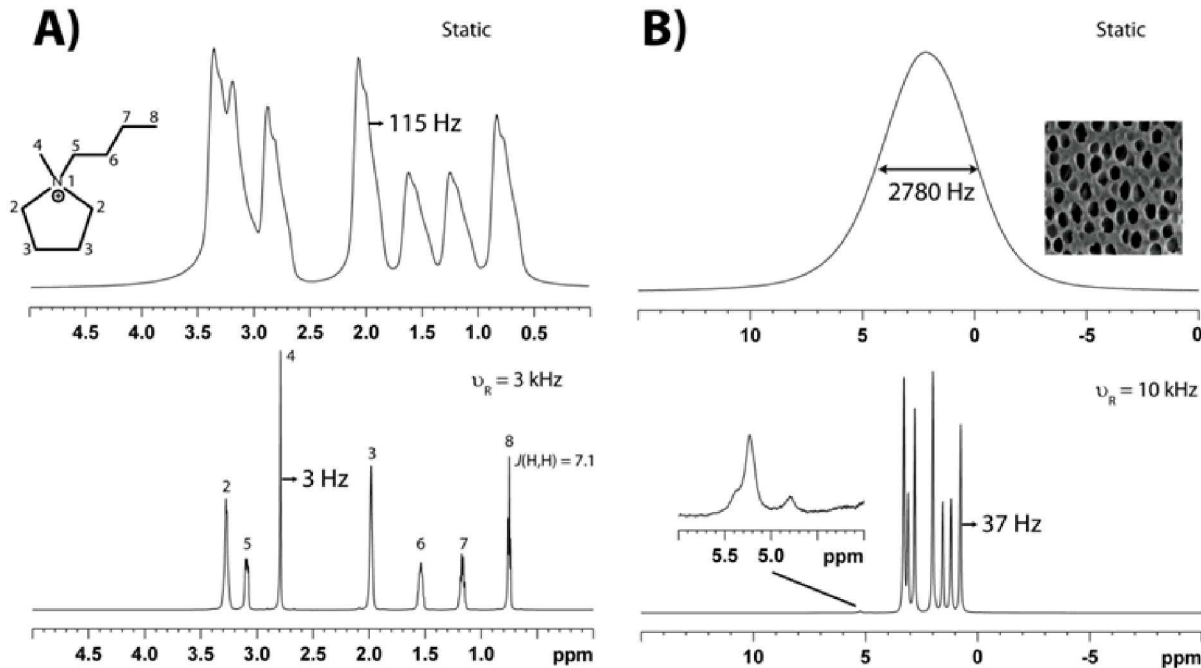 A)
Static
4
7
8
5
6
N 1
⊕
2
2
3
3
115 Hz
4.5 4.0 3.5 3.0 2.5 2.0 1.5 1.0 0.5
4
υR = 3 kHz
8
J(H,H) = 7.1
3
3 Hz
2
5
6
7
4.5 4.0 3.5 3.0 2.5 2.0 1.5 1.0 ppm
B)
Static
2780 Hz
10 5 0 -5 0
υR = 10 kHz
37 Hz
5.5 5.0 ppm
10 5 0 -5 ppm